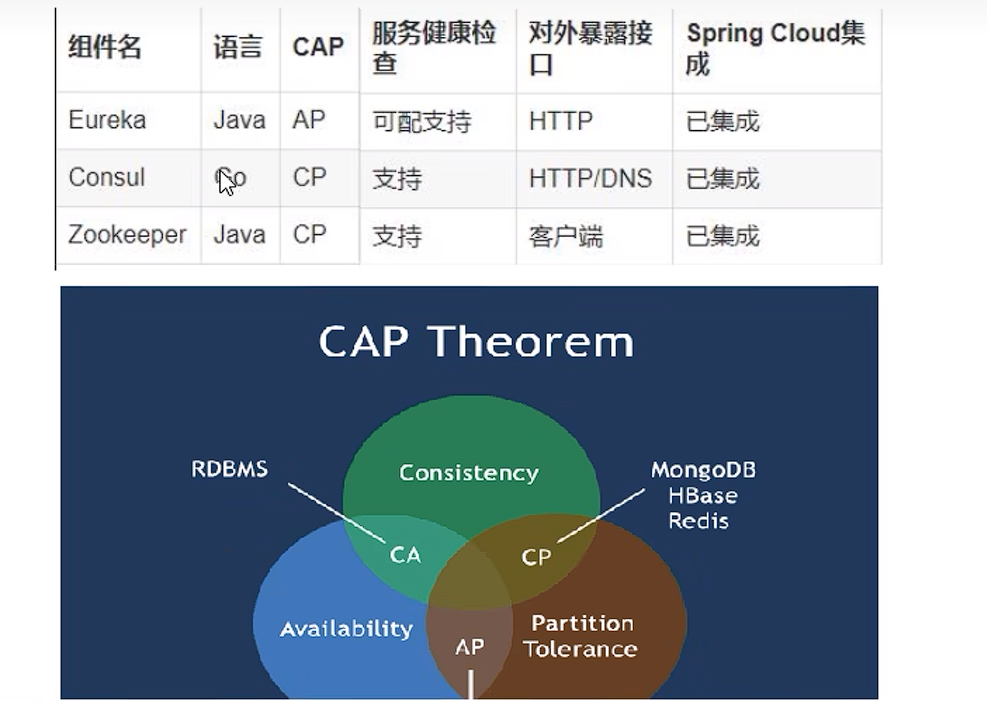 组件名 语言 CAP 服务健康检查 对外暴露接口 Spring Cloud集成
Eureka Java AP 可配支持 HTTP 已集成
Consul Go CP 支持 HTTP/DNS 已集成
Zookeeper Java CP 支持 客户端 已集成
CAP Theorem
RDBMS
Consistency
MongoDB
HBase
Redis
CA
CP
Availability
AP
Partition
Tolerance